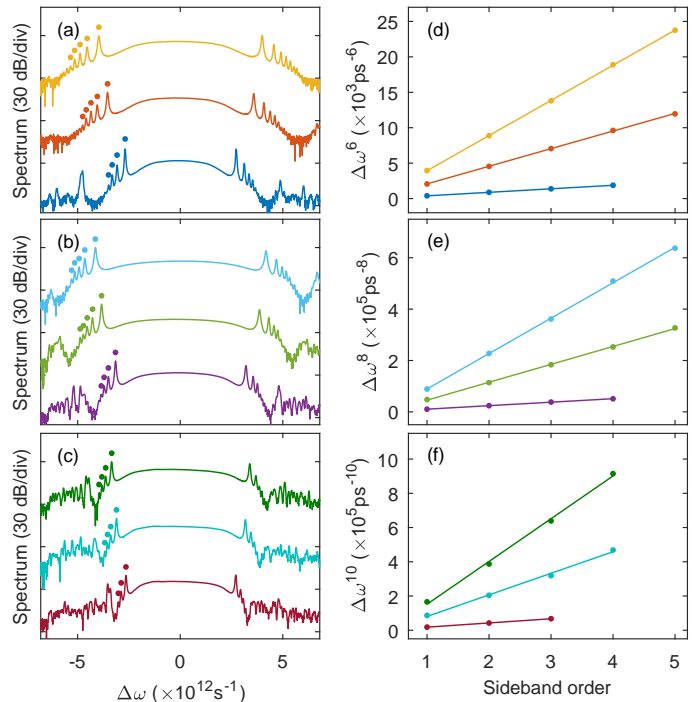 (a)
Spectrum (30 dB/div)
(b)
Spectrum (30 dB/div)
(c)
Spectrum (30 dB/div)
-5 0 5
Δω (×10¹²s⁻¹)
(d)
Δω⁶ (×10³ps⁻⁶)
25
20
15
10
5
0
(e)
Δω⁸ (×10⁵ps⁻⁸)
6
4
2
0
(f)
Δω¹⁰ (×10⁵ps⁻¹⁰)
10
8
6
4
2
0
1 2 3 4 5
Sideband order